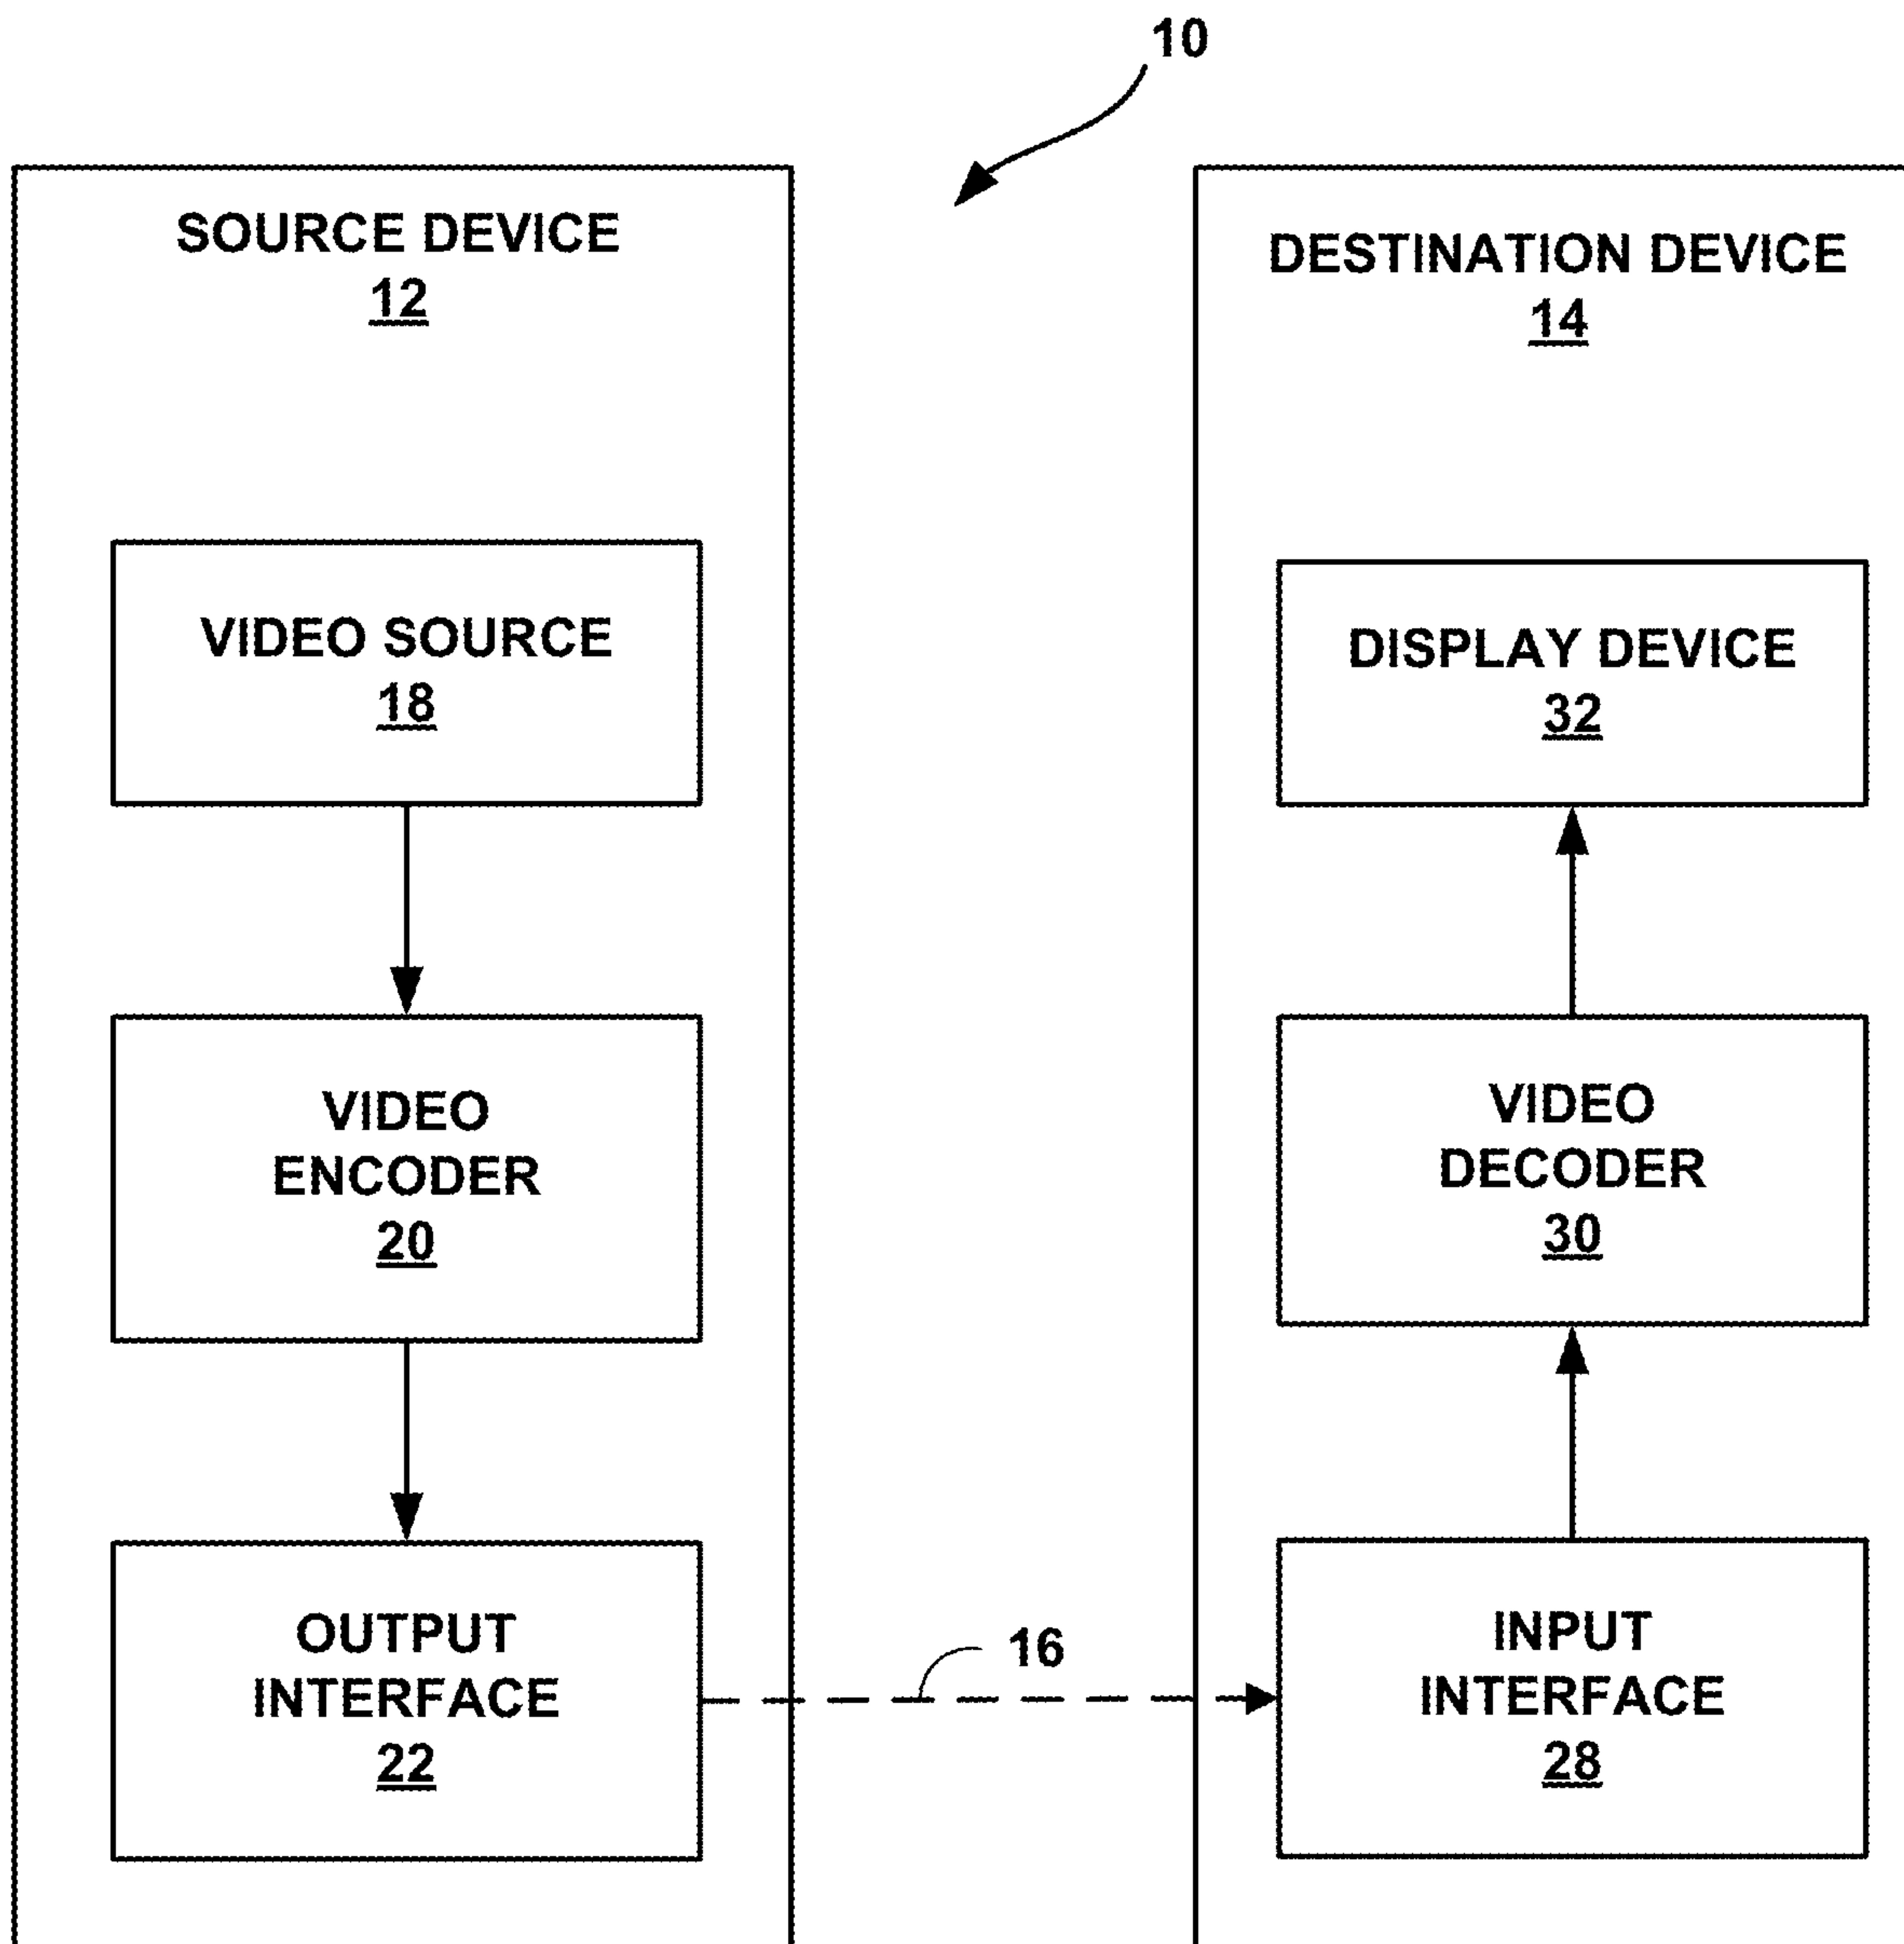 10
SOURCE DEVICE
12
VIDEO SOURCE
18
VIDEO
ENCODER
20
OUTPUT
INTERFACE
22
16
DESTINATION DEVICE
14
DISPLAY DEVICE
32
VIDEO
DECODER
30
INPUT
INTERFACE
28